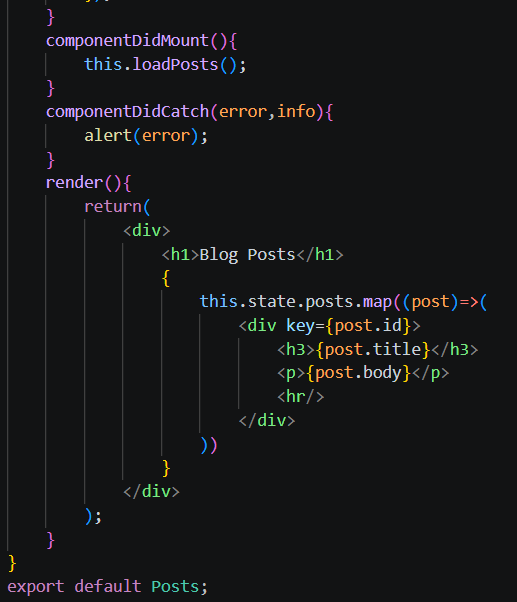 });
}
componentDidMount(){
this.loadPosts();
}
componentDidCatch(error,info){
alert(error);
}
render(){
return(
<div>
<h1>Blog Posts</h1>
{
this.state.posts.map((post)=>(
<div key={post.id}>
<h3>{post.title}</h3>
<p>{post.body}</p>
<hr/>
</div>
))
}
</div>
);
}
}
export default Posts;